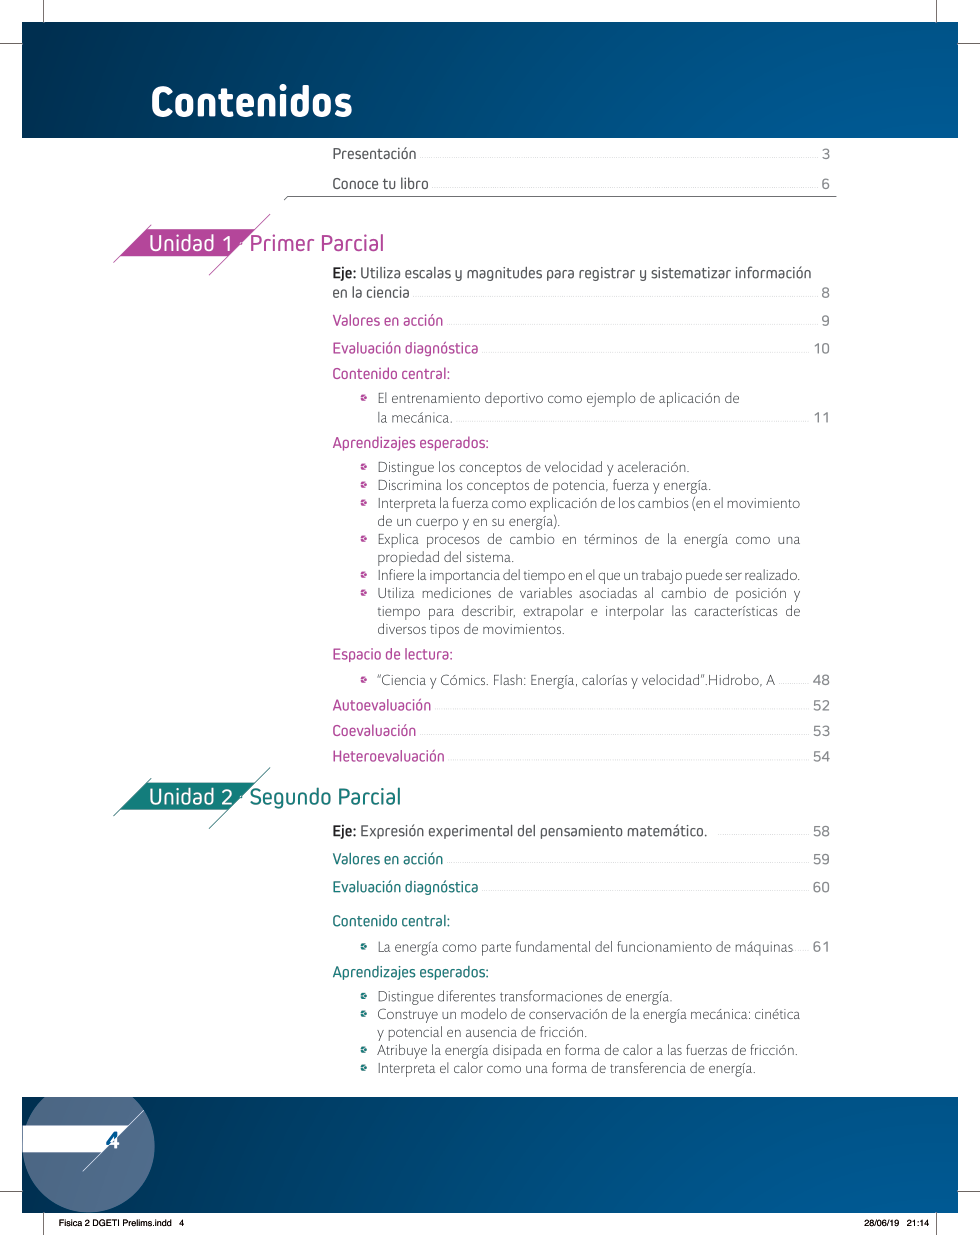 Contenidos
Presentación 3
Conoce tu libro 6
Unidad 1 - Primer Parcial
Eje: Utiliza escalas y magnitudes para registrar y sistematizar información
en la ciencia 8
Valores en acción 9
Evaluación diagnóstica 10
Contenido central:
El entrenamiento deportivo como ejemplo de aplicación de
la mecánica. 11
Aprendizajes esperados:
Distingue los conceptos de velocidad y aceleración.
Discrimina los conceptos de potencia, fuerza y energía.
Interpreta la fuerza como explicación de los cambios (en el movimiento
de un cuerpo y en su energía).
Explica procesos de cambio en términos de la energía como una
propiedad del sistema.
Infiere la importancia del tiempo en el que un trabajo puede ser realizado.
Utiliza mediciones de variables asociadas al cambio de posición y
tiempo para describir, extrapolar e interpolar las características de
diversos tipos de movimientos.
Espacio de lectura:
"Ciencia y Cómics. Flash: Energía, calorías y velocidad".Hidrobo, A 48
Autoevaluación 52
Coevaluación 53
Heteroevaluación 54
Unidad 2 - Segundo Parcial
Eje: Expresión experimental del pensamiento matemático. 58
Valores en acción 59
Evaluación diagnóstica 60
Contenido central:
La energía como parte fundamental del funcionamiento de máquinas 61
Aprendizajes esperados:
Distingue diferentes transformaciones de energía.
Construye un modelo de conservación de la energía mecánica: cinética
y potencial en ausencia de fricción.
Atribuye la energía disipada en forma de calor a las fuerzas de fricción.
Interpreta el calor como una forma de transferencia de energía.
4
Fisica 2 DGETI Prelims.indd 4 28/06/19 21:14